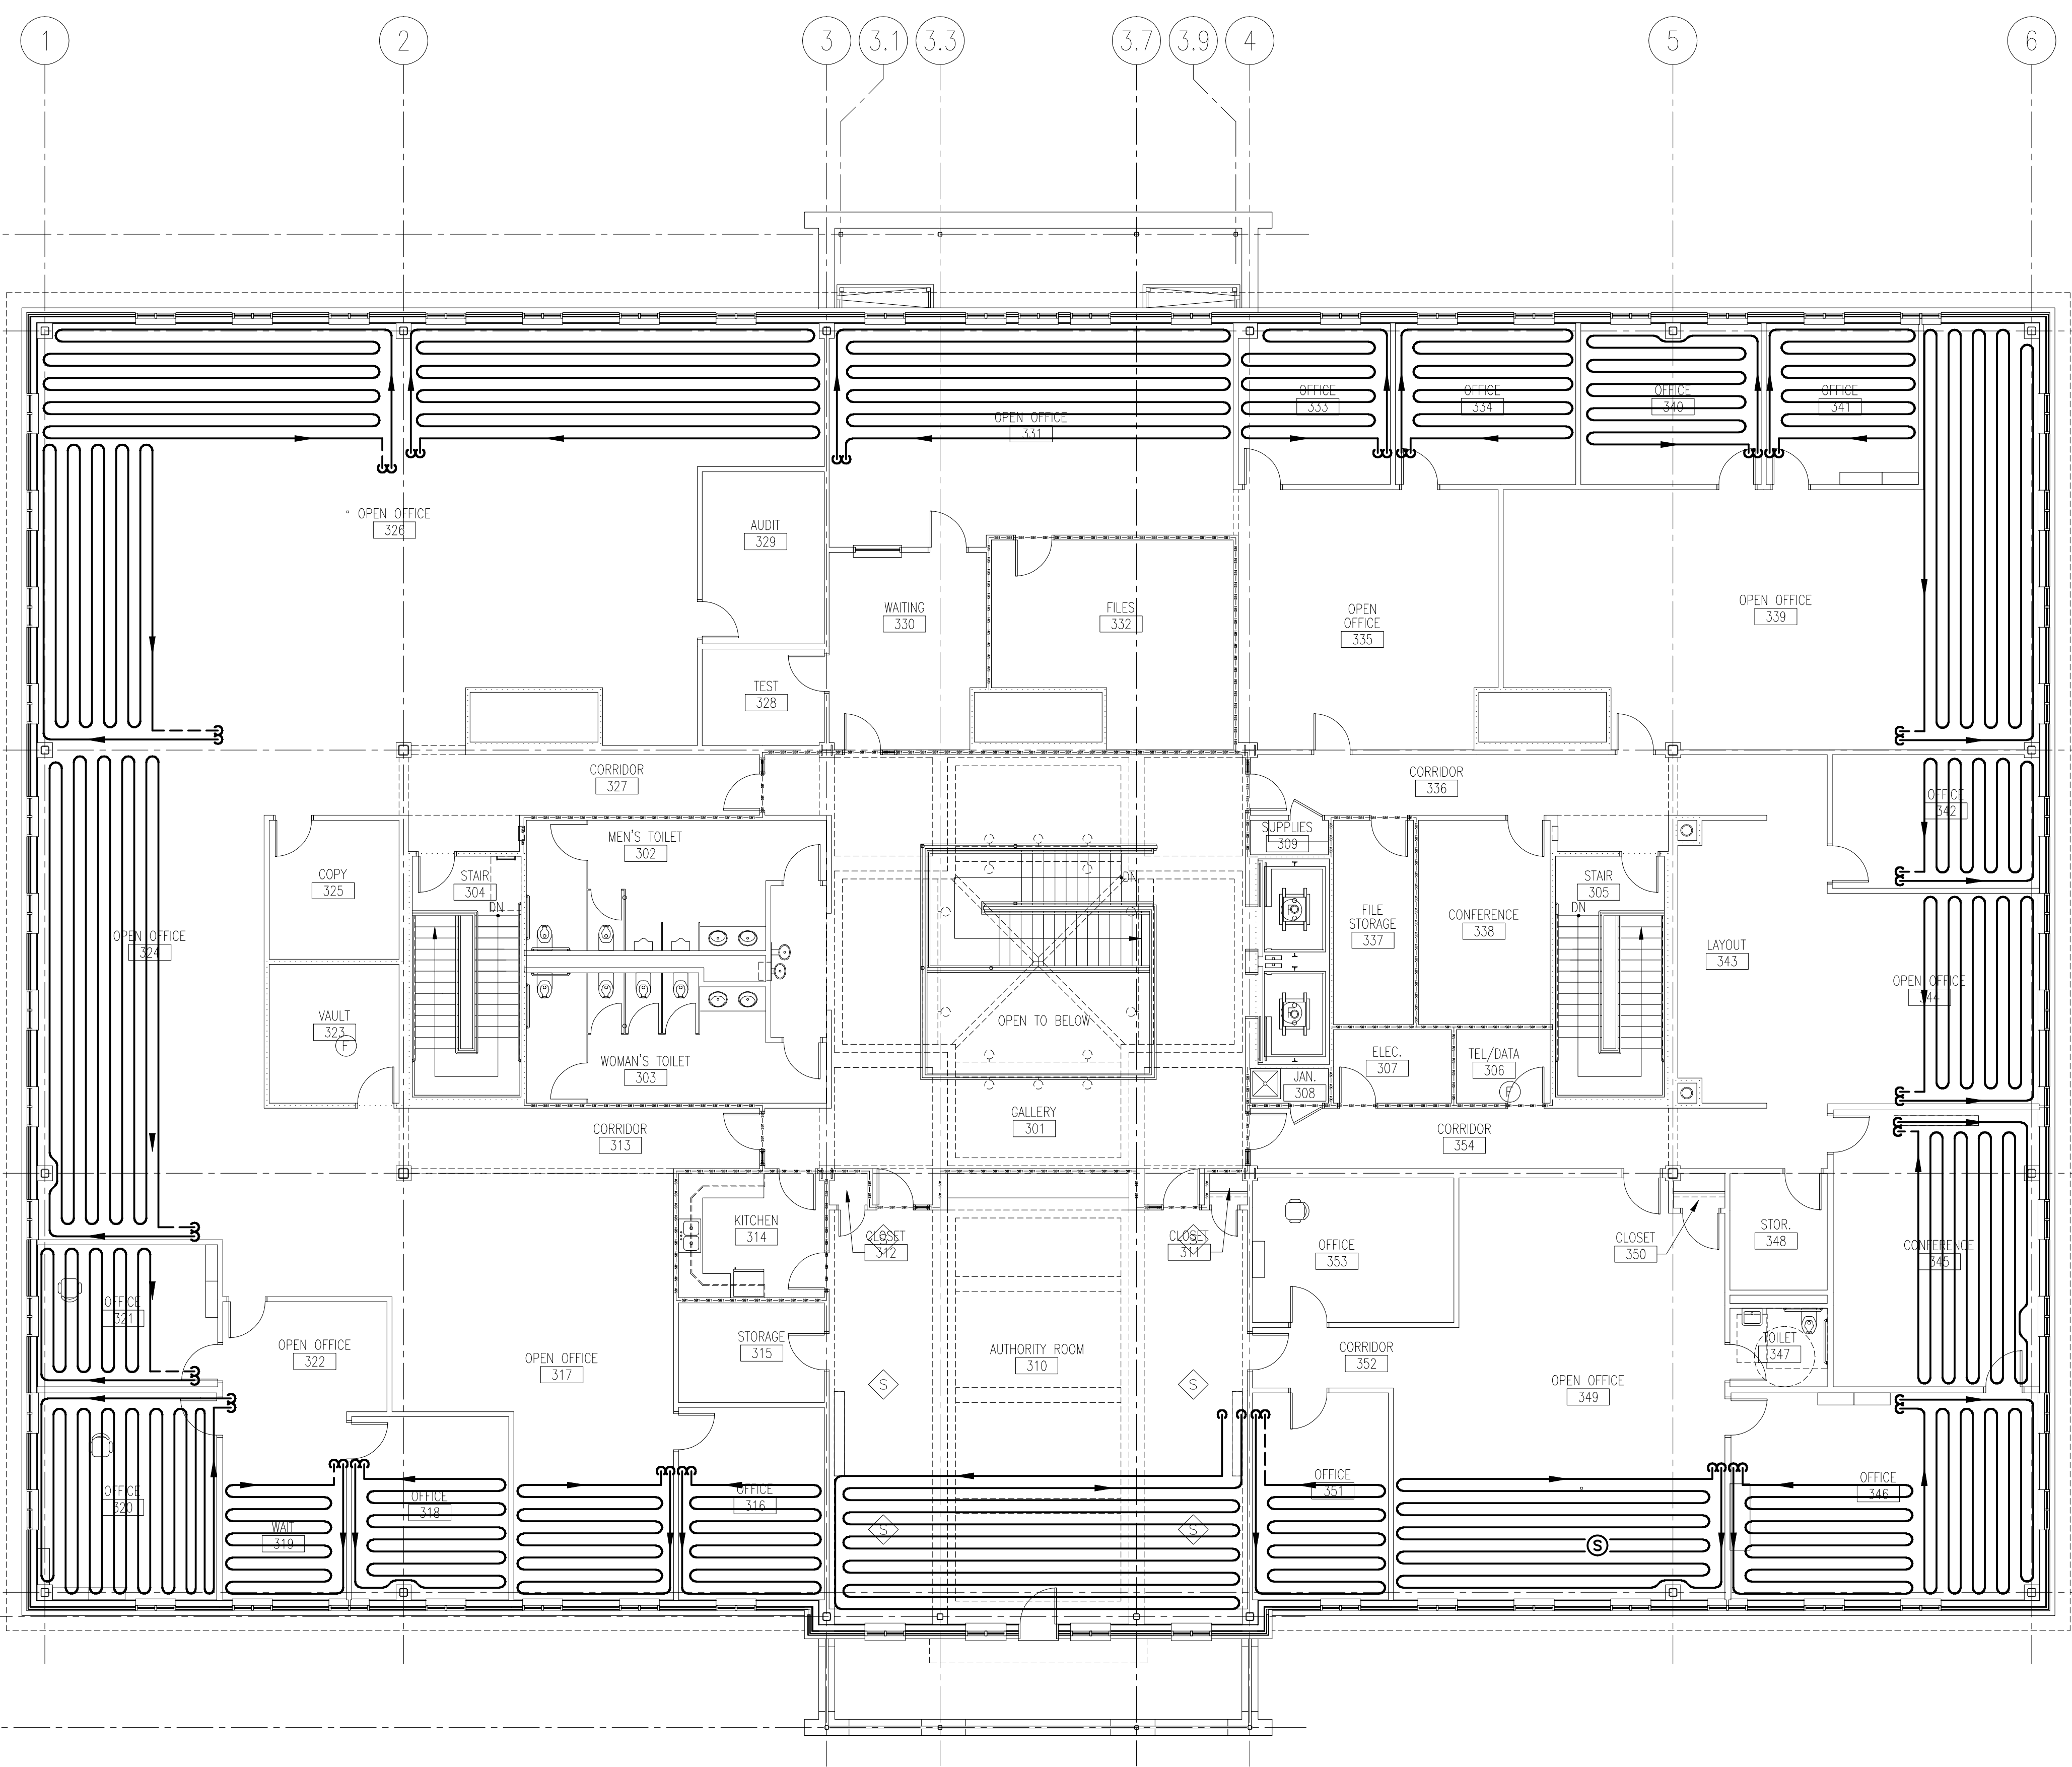 1
2
3
3.1
3.3
3.7
3.9
4
5
6
OFFICE
333
OFFICE
334
OFFICE
340
OFFICE
341
OPEN OFFICE
331
OPEN OFFICE
326
AUDIT
329
WAITING
330
FILES
332
OPEN
OFFICE
335
OPEN OFFICE
339
TEST
328
CORRIDOR
327
CORRIDOR
336
OFFICE
342
MEN'S TOILET
302
SUPPLIES
309
COPY
325
STAIR
304
DN
DN
STAIR
305
DN
FILE
STORAGE
337
CONFERENCE
338
F
OPEN OFFICE
324
LAYOUT
343
OPEN OFFICE
344
VAULT
323
F
F
OPEN TO BELOW
WOMAN'S TOILET
303
ELEC.
307
TEL/DATA
306
F
JAN.
308
GALLERY
301
CORRIDOR
313
CORRIDOR
354
KITCHEN
314
CLOSET
312
S
CLOSET
311
S
OFFICE
353
CLOSET
350
STOR.
348
CONFERENCE
345
OFFICE
321
OPEN OFFICE
322
OPEN OFFICE
317
STORAGE
315
AUTHORITY ROOM
310
CORRIDOR
352
TOILET
347
OPEN OFFICE
349
S
S
OFFICE
320
WAIT
319
OFFICE
318
OFFICE
316
OFFICE
351
OFFICE
346
S
S
S